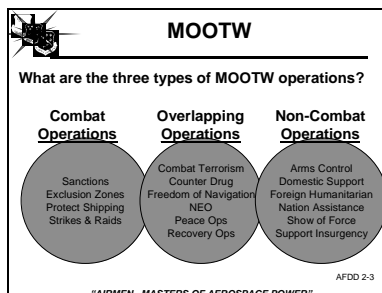 MOOTW
What are the three types of MOOTW operations?
Combat
Operations
Overlapping
Operations
Non-Combat
Operations
Sanctions
Exclusion Zones
Protect Shipping
Strikes & Raids
Combat Terrorism
Counter Drug
Freedom of Navigation
NEO
Peace Ops
Recovery Ops
Arms Control
Domestic Support
Foreign Humanitarian
Nation Assistance
Show of Force
Support Insurgency
AFDD 2-3
"AIRMEN - MASTERS OF AEROSPACE POWER"